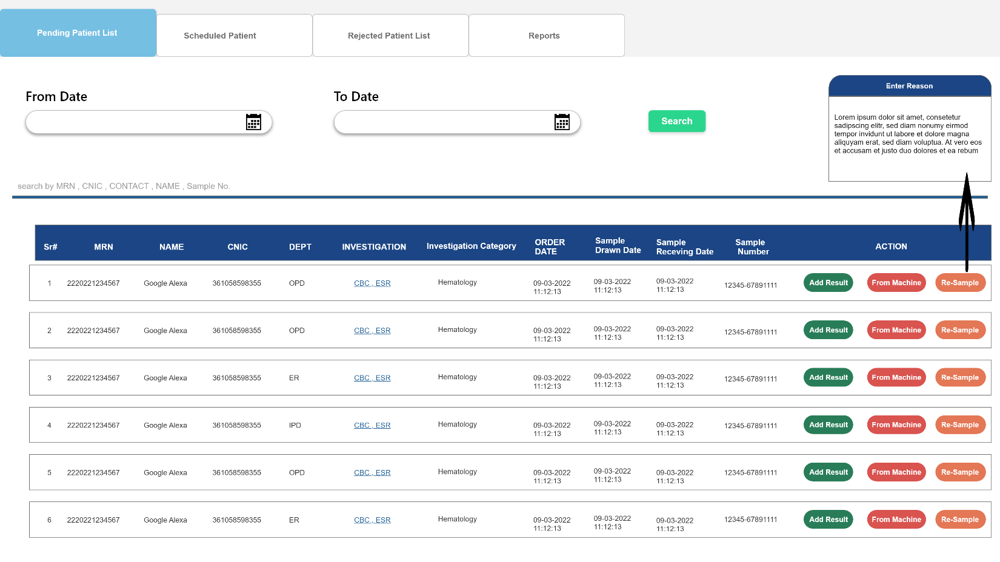 Pending Patient List
Scheduled Patient
Rejected Patient List
Reports
From Date
To Date
Search
Enter Reason
Lorem ipsum dolor sit amet, consetetur
sadipscing elitr, sed diam nonumy eirmod
tempor invidunt ut labore et dolore magna
aliquyam erat, sed diam voluptua. At vero eos
et accusam et justo duo dolores et ea rebum
search by MRN , CNIC , CONTACT , NAME , Sample No.
Sr#
MRN
NAME
CNIC
DEPT
INVESTIGATION
Investigation Category
ORDER
DATE
Sample
Drawn Date
Sample
Receving Date
Sample
Number
ACTION
1 2220221234567 Google Alexa 361058598355 OPD CBC , ESR Hematology
09-03-2022
11:12:13
09-03-2022
11:12:13
09-03-2022
11:12:13
12345-67891111
Add Result
From Machine
Re-Sample
2 2220221234567 Google Alexa 361058598355 OPD CBC , ESR Hematology
09-03-2022
11:12:13
09-03-2022
11:12:13
09-03-2022
11:12:13
12345-67891111
Add Result
From Machine
Re-Sample
3 2220221234567 Google Alexa 361058598355 ER CBC , ESR Hematology
09-03-2022
11:12:13
09-03-2022
11:12:13
09-03-2022
11:12:13
12345-67891111
Add Result
From Machine
Re-Sample
4 2220221234567 Google Alexa 361058598355 IPD CBC , ESR Hematology
09-03-2022
11:12:13
09-03-2022
11:12:13
09-03-2022
11:12:13
12345-67891111
Add Result
From Machine
Re-Sample
5 2220221234567 Google Alexa 361058598355 OPD CBC , ESR Hematology
09-03-2022
11:12:13
09-03-2022
11:12:13
09-03-2022
11:12:13
12345-67891111
Add Result
From Machine
Re-Sample
6 2220221234567 Google Alexa 361058598355 ER CBC , ESR Hematology
09-03-2022
11:12:13
09-03-2022
11:12:13
09-03-2022
11:12:13
12345-67891111
Add Result
From Machine
Re-Sample